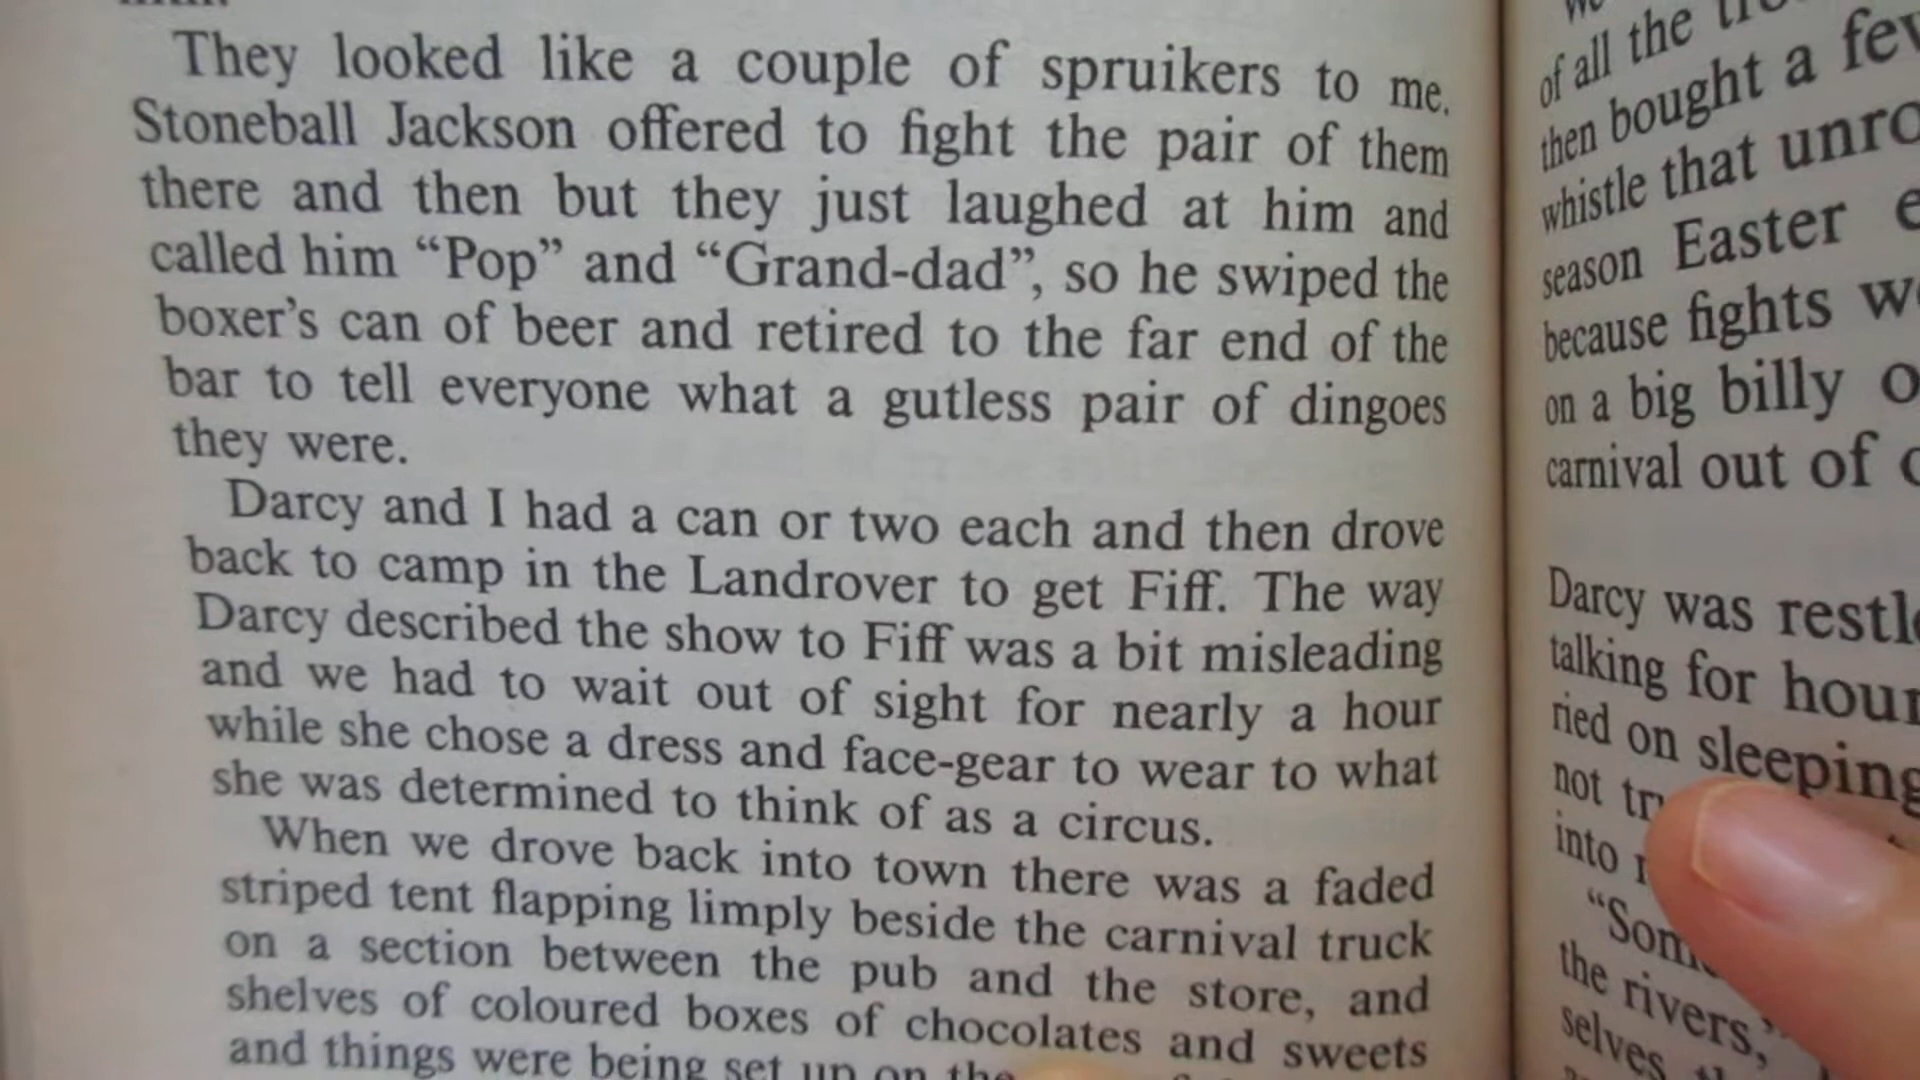 They looked like a couple of spruikers to me.
Stoneball Jackson offered to fight the pair of them
there and then but they just laughed at him and
called him “Pop” and “Grand-dad”, so he swiped the
boxer’s can of beer and retired to the far end of the
bar to tell everyone what a gutless pair of dingoes
they were.
Darcy and I had a can or two each and then drove
back to camp in the Landrover to get Fiff. The way
Darcy described the show to Fiff was a bit misleading
and we had to wait out of sight for nearly a hour
while she chose a dress and face-gear to wear to what
she was determined to think of as a circus.
When we drove back into town there was a faded
striped tent flapping limply beside the carnival truck
on a section between the pub and the store, and
shelves of coloured boxes of chocolates and sweets
and things were being set up on the
of all the
then bought a
whistle that
season Easter
because fights
on a big billy
carnival out of
Darcy was
talking for
ried on sleeping
not
into
the rivers,
selves